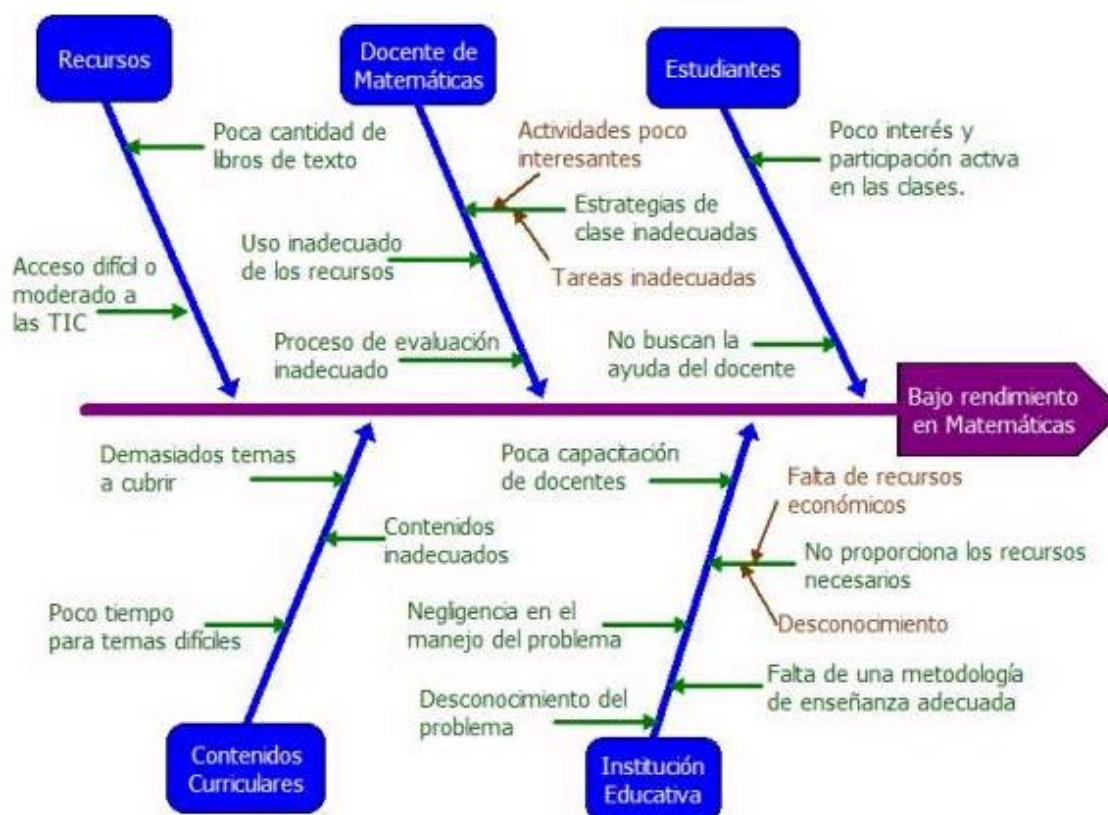 Recursos
Docente de
Matemáticas
Estudiantes
Poca cantidad de
libros de texto
Actividades poco
interesantes
Poco interés y
participación activa
en las clases.
Estrategias de
clase inadecuadas
Uso inadecuado
de los recursos
Tareas inadecuadas
Acceso difícil o
moderado a
las TIC
Proceso de evaluación
inadecuado
No buscan la
ayuda del docente
Bajo rendimiento
en Matemáticas
Demasiados temas
a cubrir
Poca capacitación
de docentes
Falta de recursos
económicos
Contenidos
inadecuados
No proporciona los recursos
necesarios
Poco tiempo
para temas difíciles
Negligencia en el
manejo del problema
Desconocimiento
Falta de una metodología
de enseñanza adecuada
Desconocimiento del
problema
Contenidos
Curriculares
Institución
Educativa